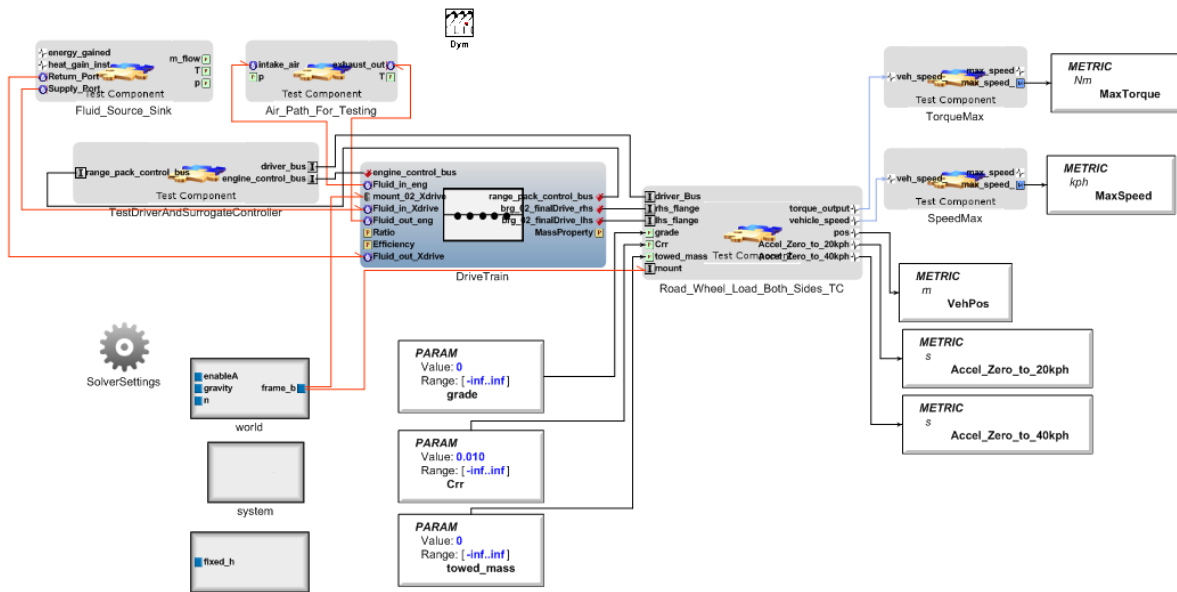 Dym
energy_gained
heat_gain_inst
Return_Port
Supply_Port
m_flow
T
p
Test Component
Fluid_Source_Sink
intake_air
p
exhaust_out
T
Test Component
Air_Path_For_Testing
range_pack_control_bus
driver_bus
engine_control_bus
Test Component
TestDriverAndSurrogateController
engine_control_bus
Fluid_in_eng
mount_02_Xdrive
Fluid_in_Xdrive
Fluid_out_eng
Ratio
Efficiency
Fluid_out_Xdrive
range_pack_control_bus
brg_02_finalDrive_rhs
brg_02_finalDrive_lhs
MassProperty
DriveTrain
driver_Bus
rhs_flange
lhs_flange
grade
Crr
towed_mass
mount
torque_output
vehicle_speed
pos
Accel_Zero_to_20kph
Accel_Zero_to_40kph
Test Component
Road_Wheel_Load_Both_Sides_TC
veh_speed
max_speed
max_speed_
Test Component
TorqueMax
METRIC
Nm
MaxTorque
veh_speed
max_speed
max_speed_
Test Component
SpeedMax
METRIC
kph
MaxSpeed
METRIC
m
VehPos
METRIC
s
Accel_Zero_to_20kph
METRIC
s
Accel_Zero_to_40kph
SolverSettings
enableA
gravity
n
frame_b
world
system
fixed_h
PARAM
Value: 0
Range: [-inf..inf]
grade
PARAM
Value: 0.010
Range: [-inf..inf]
Crr
PARAM
Value: 0
Range: [-inf..inf]
towed_mass